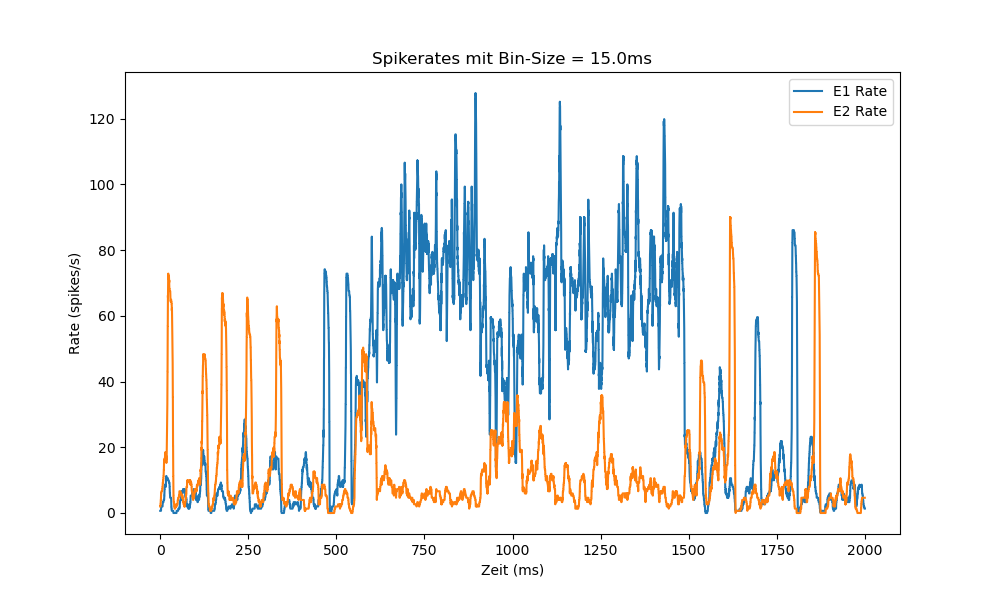 Spikerates mit Bin-Size = 15.0ms
E1 Rate
E2 Rate
120
100
80
60
40
20
0
Rate (spikes/s)
0 250 500 750 1000 1250 1500 1750 2000
Zeit (ms)